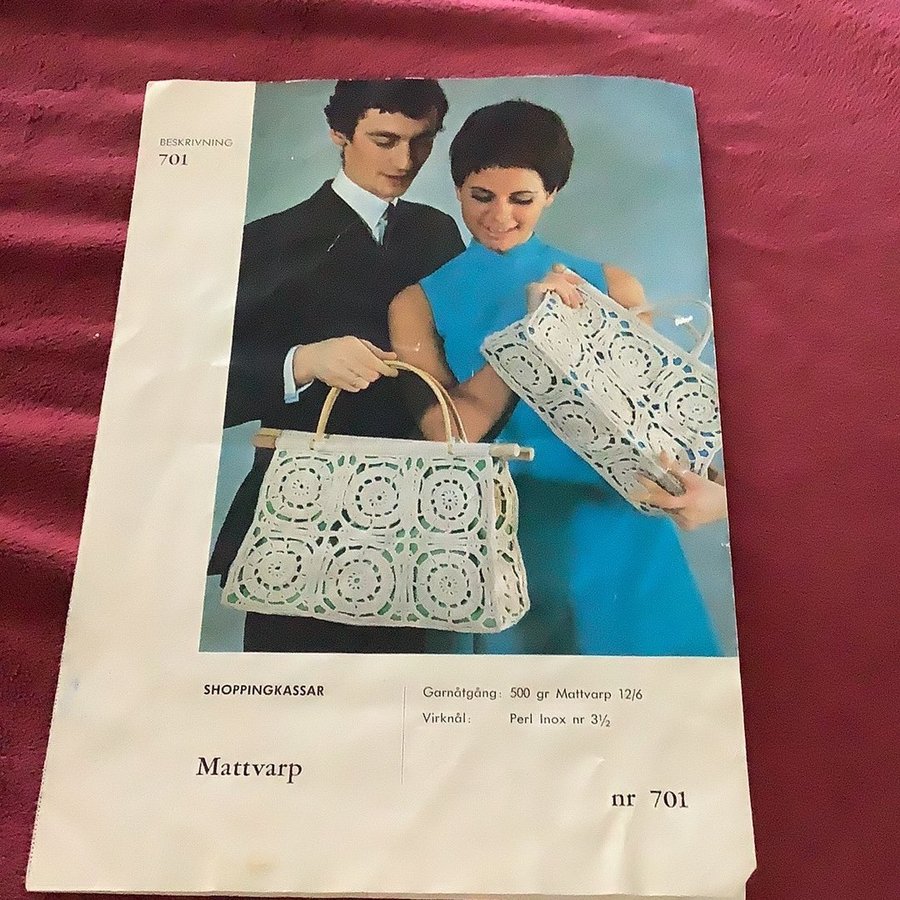 BESKRIVNING
701
SHOPPINGKASSAR
Garnåtgång: 500 gr Mattvarp 12/6
Virknål: Perl Inox nr 3½
Mattvarp
nr 701